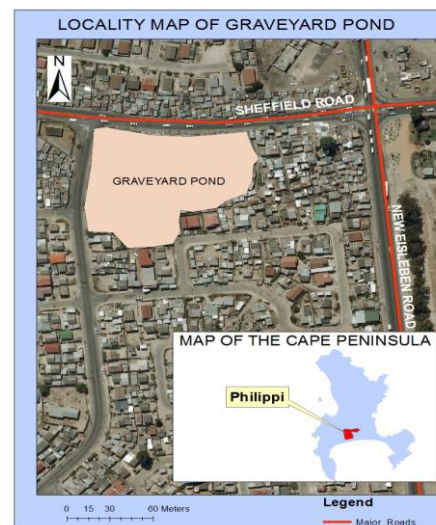 LOCALITY MAP OF GRAVEYARD POND
N
SHEFFIELD ROAD
GRAVEYARD POND
NEW EISLEBEN ROAD
MAP OF THE CAPE PENINSULA
Philippi
0 15 30 60 Meters
Legend
Major Roads